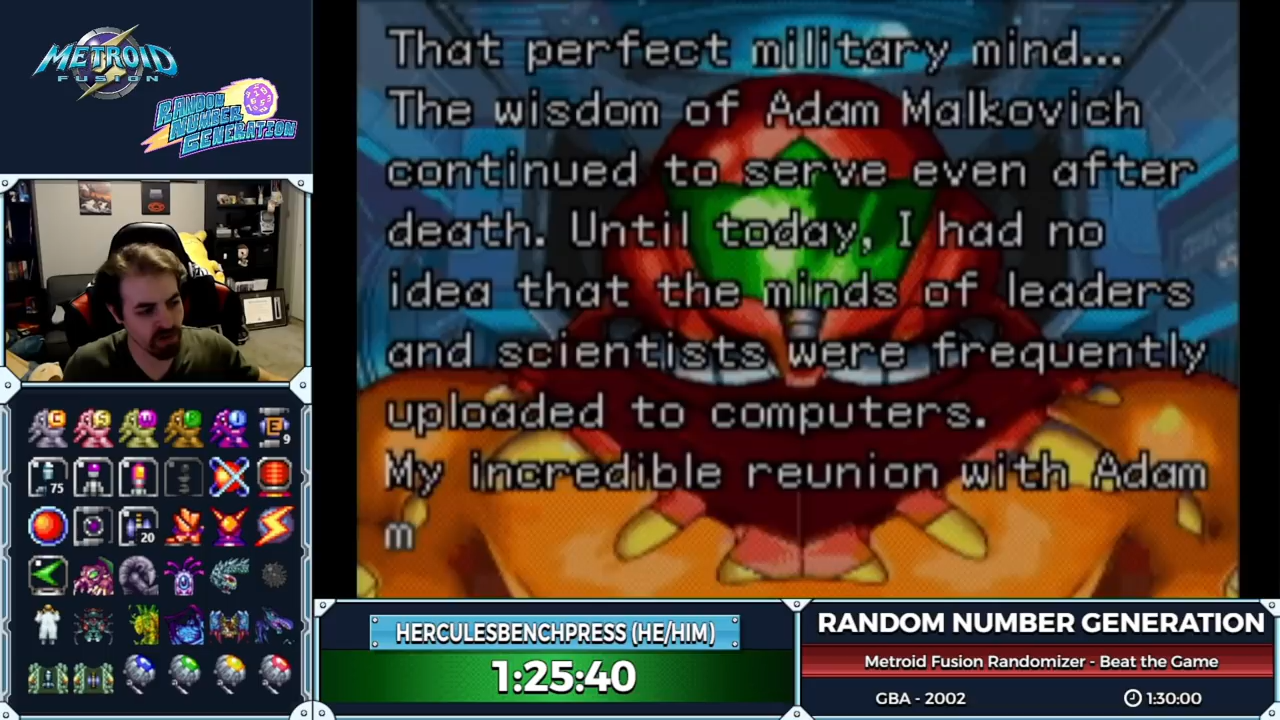 METROID
FUSION
RANDOM
NUMBER
GENERATION
That perfect military mind...
The wisdom of Adam Malkovich
continued to serve even after
death. Until today, I had no
idea that the minds of leaders
and scientists were frequently
uploaded to computers.
My incredible reunion with Adam
m
C
S
W
P
I
E
9
75
20
HERCULESBENCHPRESS (HE/HIM)
1:25:40
RANDOM NUMBER GENERATION
Metroid Fusion Randomizer - Beat the Game
GBA - 2002
1:30:00